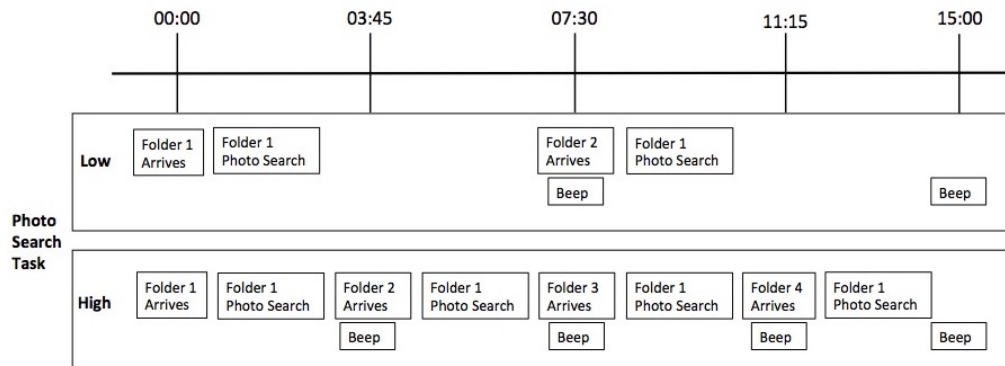 00:00
03:45
07:30
11:15
15:00
Photo
Search
Task
Low
Folder 1
Arrives
Folder 1
Photo Search
Folder 2
Arrives
Beep
Folder 1
Photo Search
Beep
High
Folder 1
Arrives
Folder 1
Photo Search
Folder 2
Arrives
Beep
Folder 1
Photo Search
Folder 3
Arrives
Beep
Folder 1
Photo Search
Folder 4
Arrives
Beep
Folder 1
Photo Search
Beep